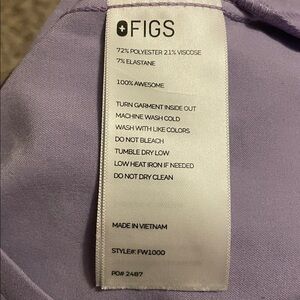 FIGS
72% POLYESTER 21% VISCOSE
7% ELASTANE
100% AWESOME
TURN GARMENT INSIDE OUT
MACHINE WASH COLD
WASH WITH LIKE COLORS
DO NOT BLEACH
TUMBLE DRY LOW
LOW HEAT IRON IF NEEDED
DO NOT DRY CLEAN
MADE IN VIETNAM
STYLE#: FW1000
PO# 2487